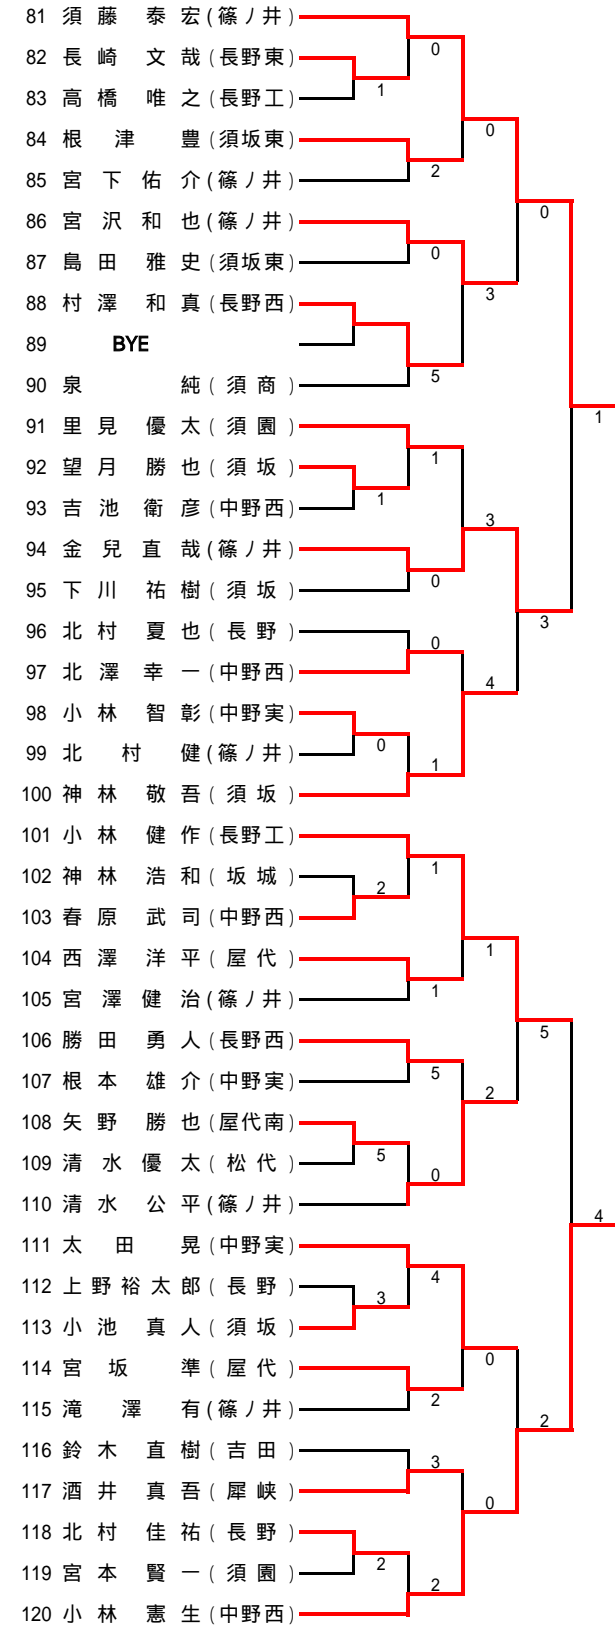 81 須藤 泰宏 (篠ノ井)
0
82 長崎 文哉 (長野東)
1
83 高橋 唯之 (長野工)
0
84 根津 豊 (須坂東)
2
85 宮下佑介 (篠ノ井)
0
86 宮沢和也 (篠ノ井)
0
87 島田雅史 (須坂東)
3
88 村澤和真 (長野西)
89 BYE
5
90 泉 純 (須商)
1
91 里見優太 (須園)
1
92 望月勝也 (須坂)
1
93 吉池衛彦 (中野西)
3
94 金兒直哉 (篠ノ井)
0
95 下川祐樹 (須坂)
3
96 北村夏也 (長野)
0
97 北澤幸一 (中野西)
4
98 小林智彰 (中野実)
0
99 北村健 (篠ノ井)
1
100 神林敬吾 (須坂)
101 小林健作 (長野工)
1
102 神林浩和 (坂城)
2
103 春原武司 (中野西)
1
104 西澤洋平 (屋代)
1
105 宮澤健治 (篠ノ井)
5
106 勝田勇人 (長野西)
5
107 根本雄介 (中野実)
2
108 矢野勝也 (屋代南)
5
109 清水優太 (松代)
0
110 清水公平 (篠ノ井)
4
111 太田晃 (中野実)
4
112 上野裕太郎 (長野)
3
113 小池真人 (須坂)
0
114 宮坂準 (屋代)
2
115 滝澤有 (篠ノ井)
2
116 鈴木直樹 (吉田)
3
117 酒井真吾 (犀峡)
0
118 北村佳祐 (長野)
2
119 宮本賢一 (須園)
2
120 小林憲生 (中野西)